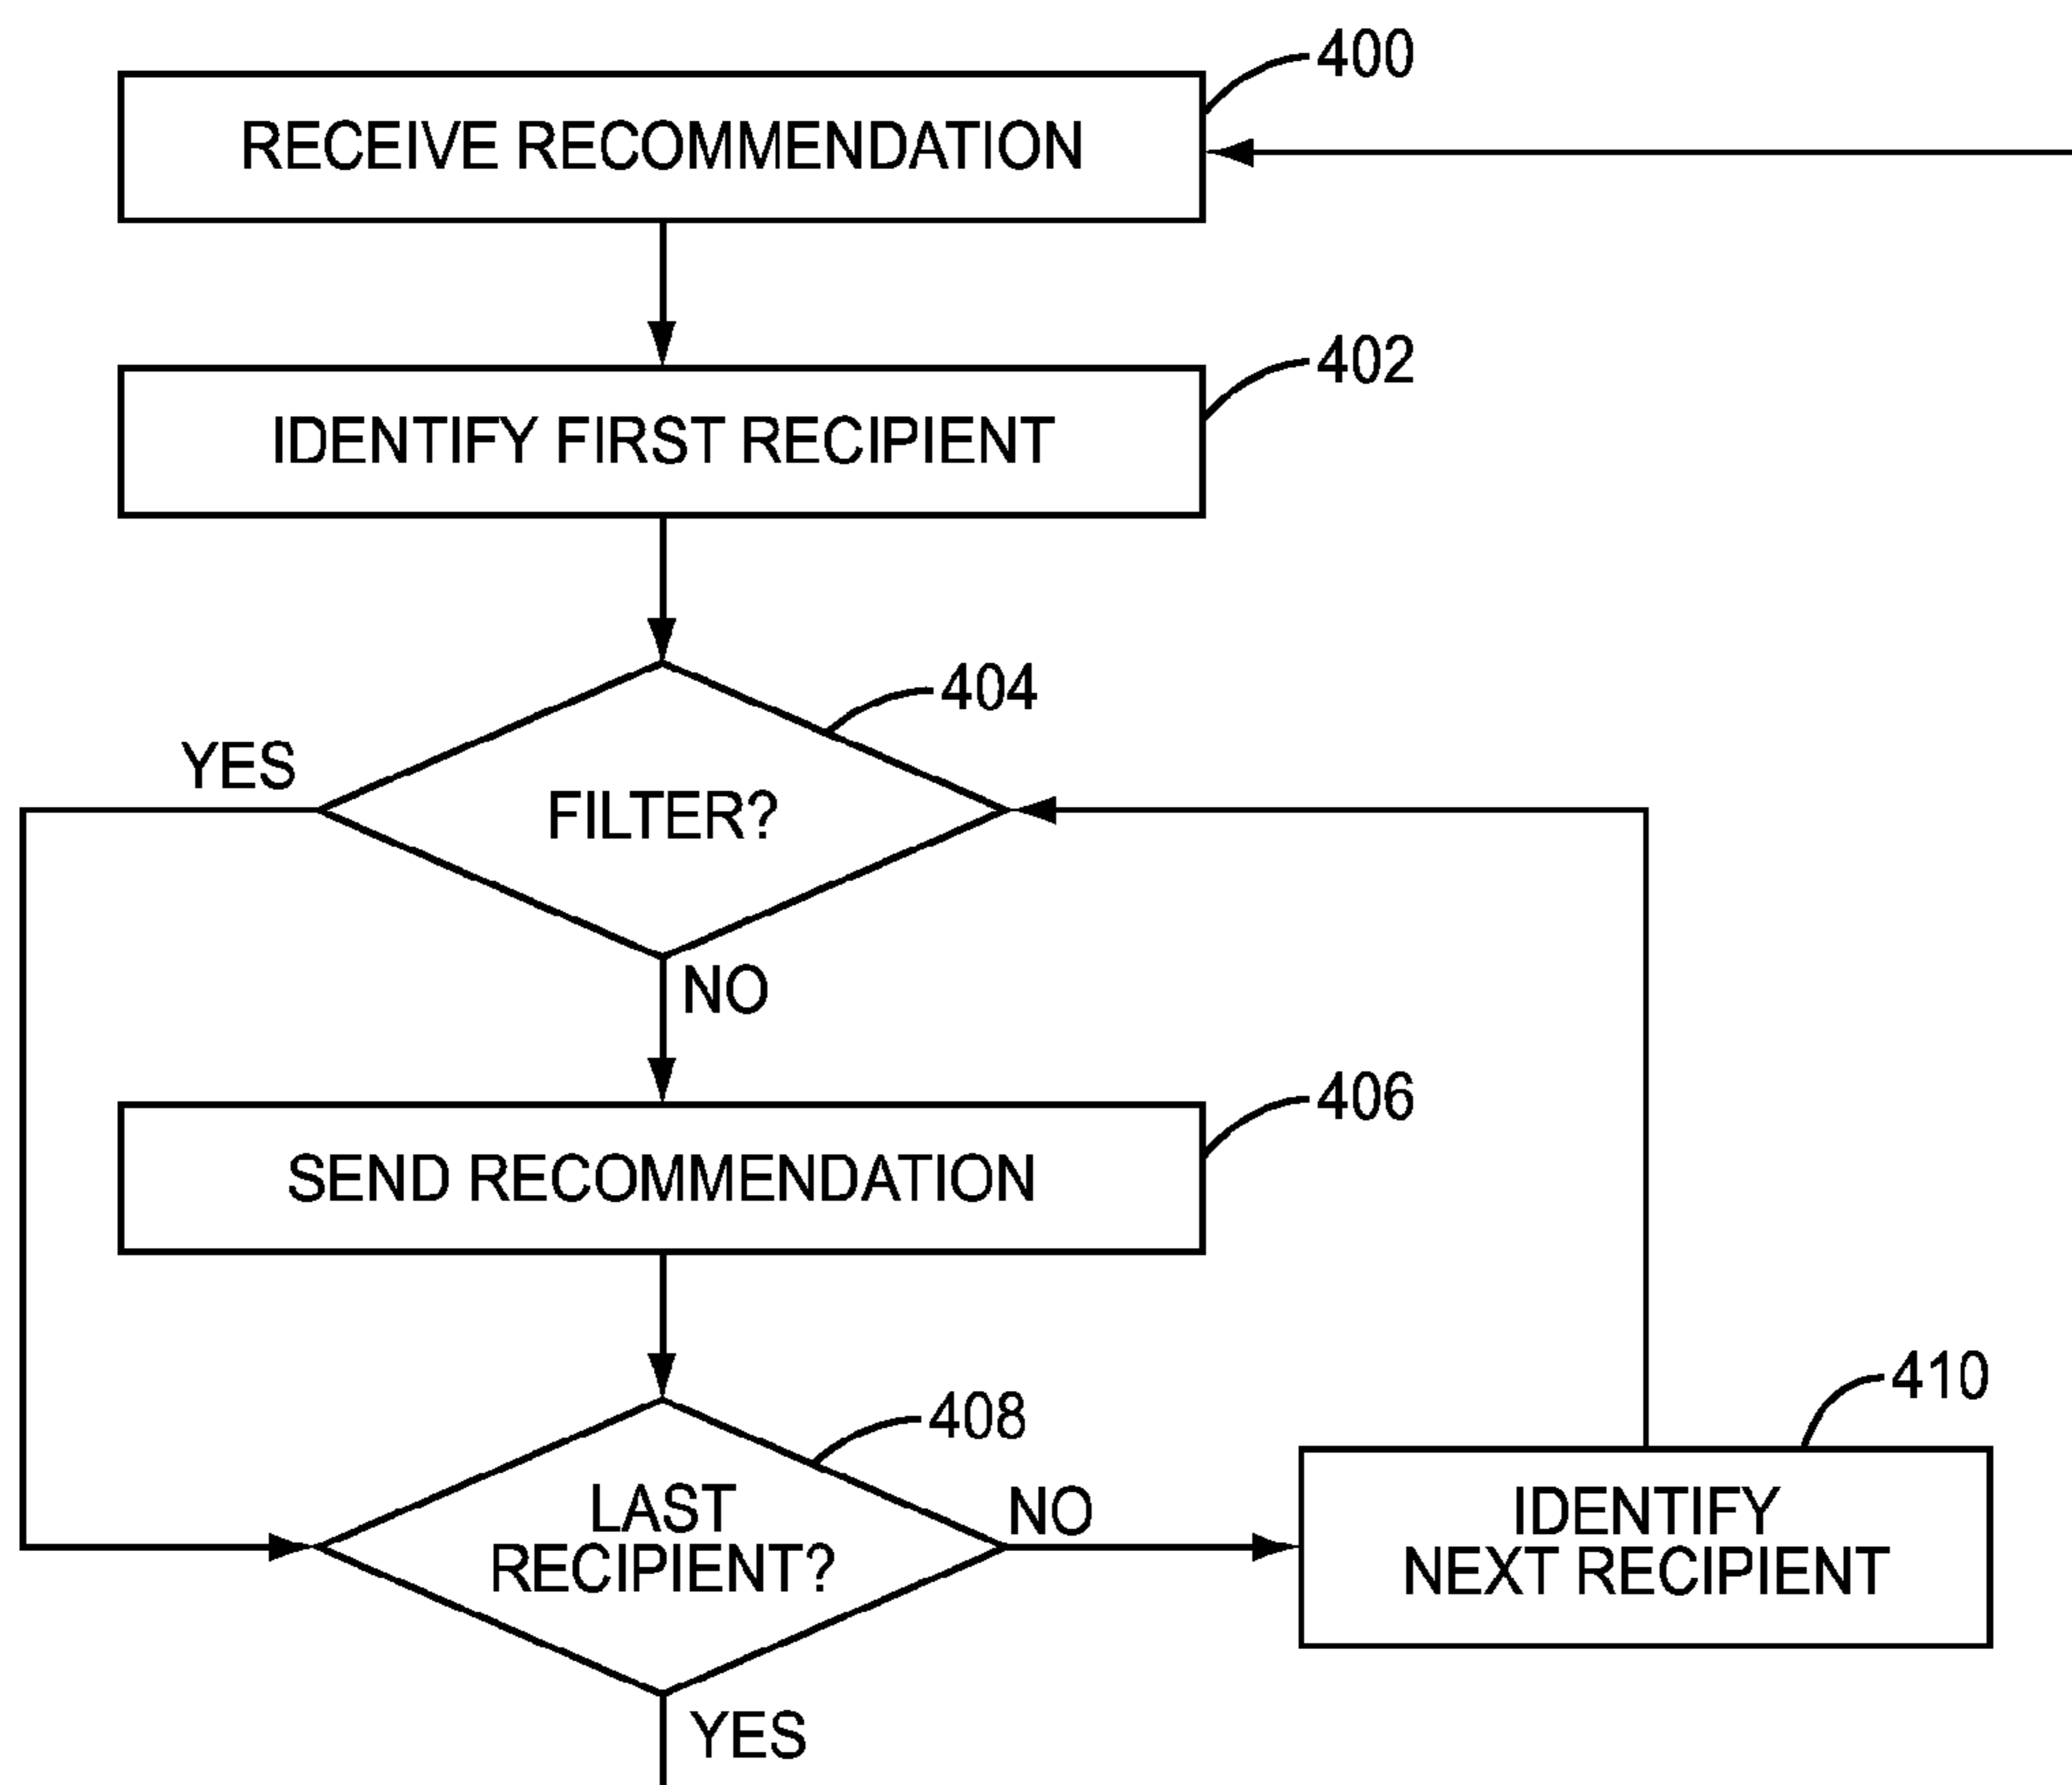 400
RECEIVE RECOMMENDATION
402
IDENTIFY FIRST RECIPIENT
404
YES
FILTER?
NO
406
SEND RECOMMENDATION
408
410
LAST
RECIPIENT?
NO
IDENTIFY
NEXT RECIPIENT
YES